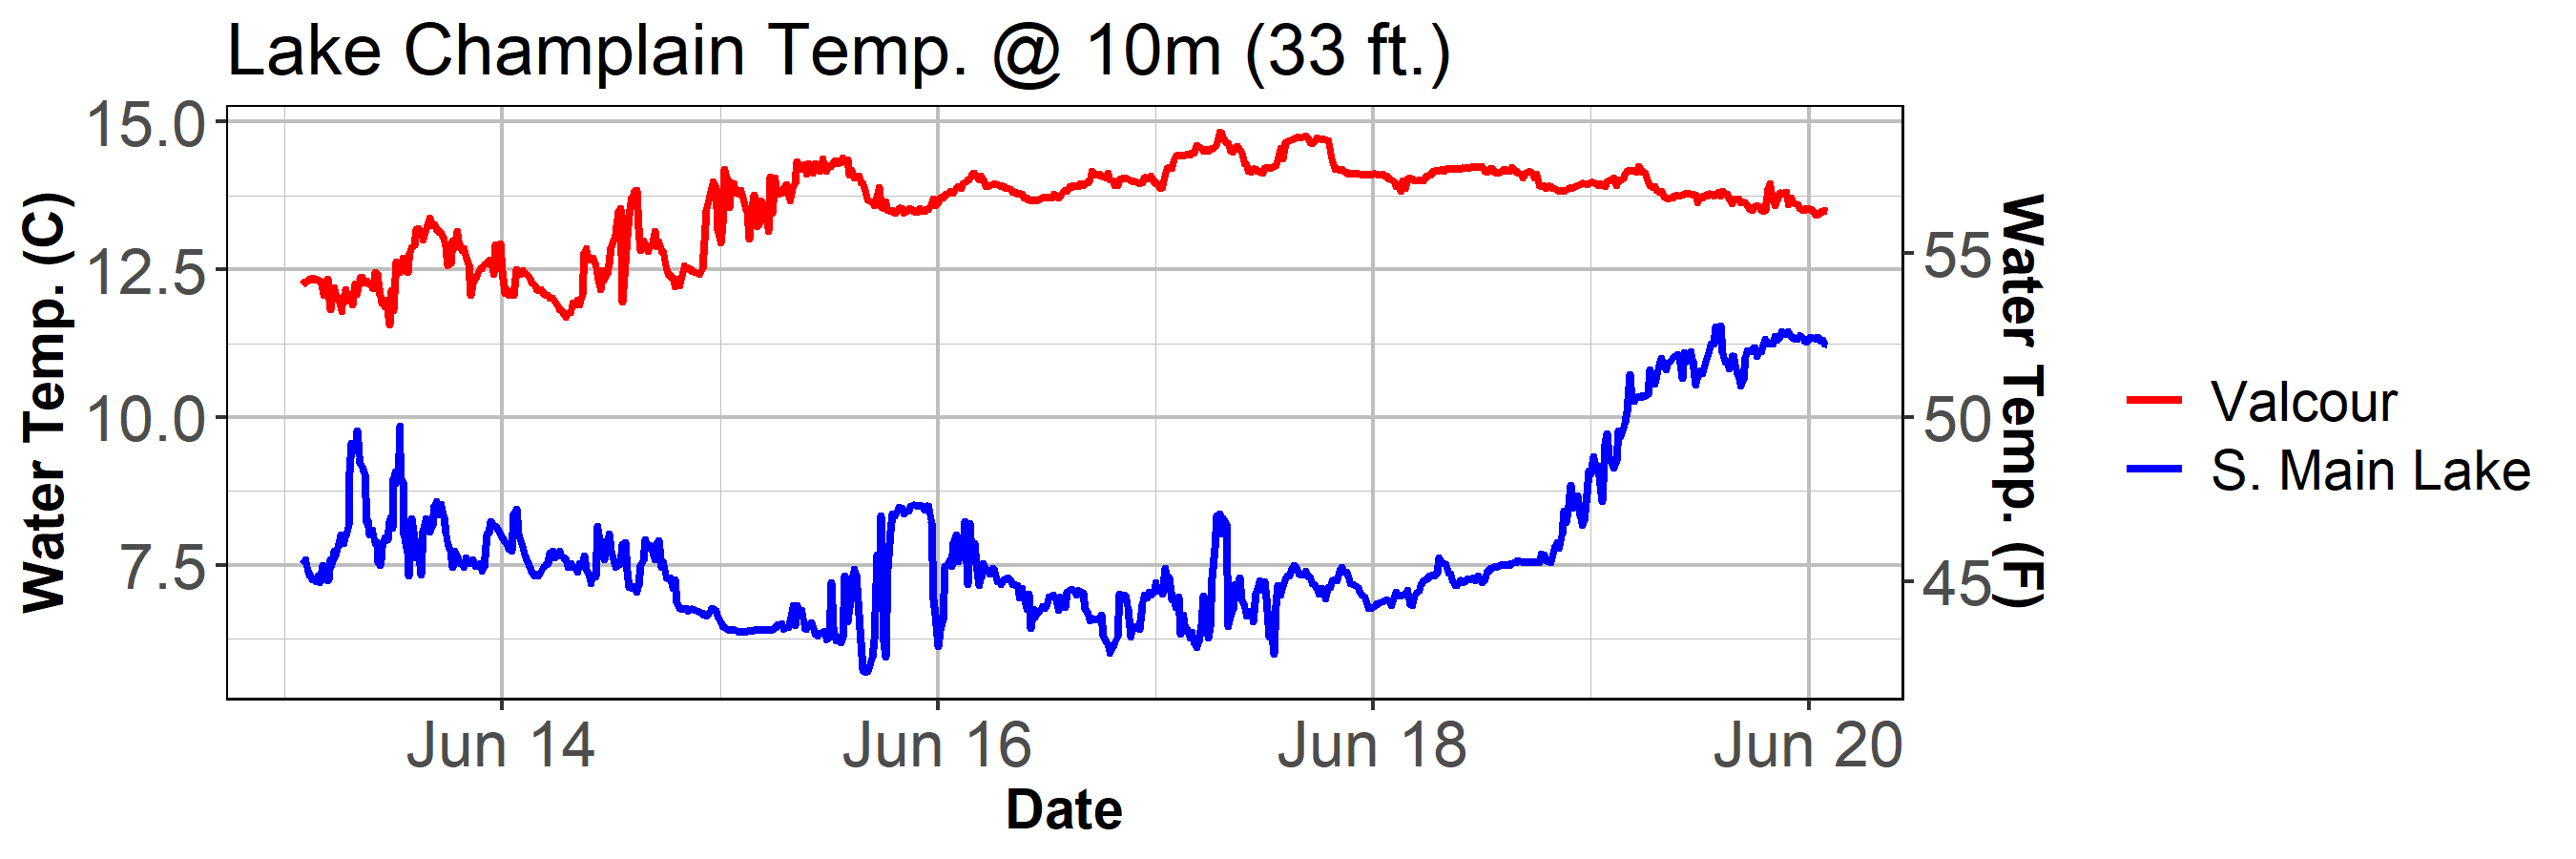 Lake Champlain Temp. @ 10m (33 ft.)
Water Temp. (C)
15.0
12.5
10.0
7.5
55
50
45
Water Temp. (F)
Valcour
S. Main Lake
Jun 14 Jun 16 Jun 18 Jun 20
Date